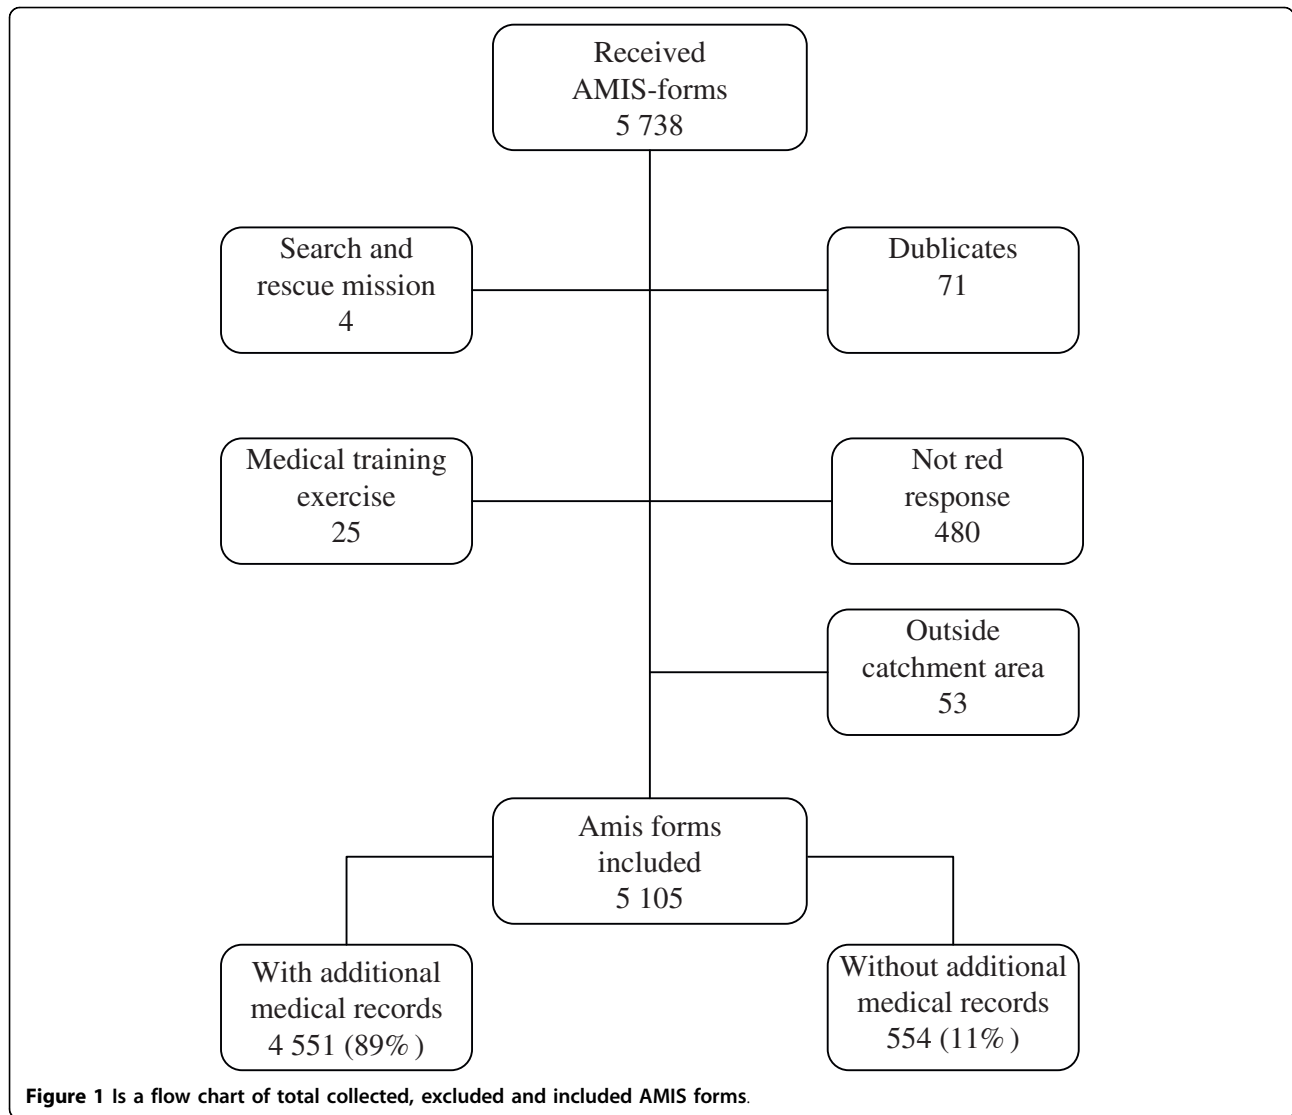 Received
AMIS-forms
5 738
Search and
rescue mission
4
Dublicates
71
Medical training
exercise
25
Not red
response
480
Outside
catchment area
53
Amis forms
included
5 105
With additional
medical records
4 551 (89% )
Without additional
medical records
554 (11% )
Figure 1 Is a flow chart of total collected, excluded and included AMIS forms.